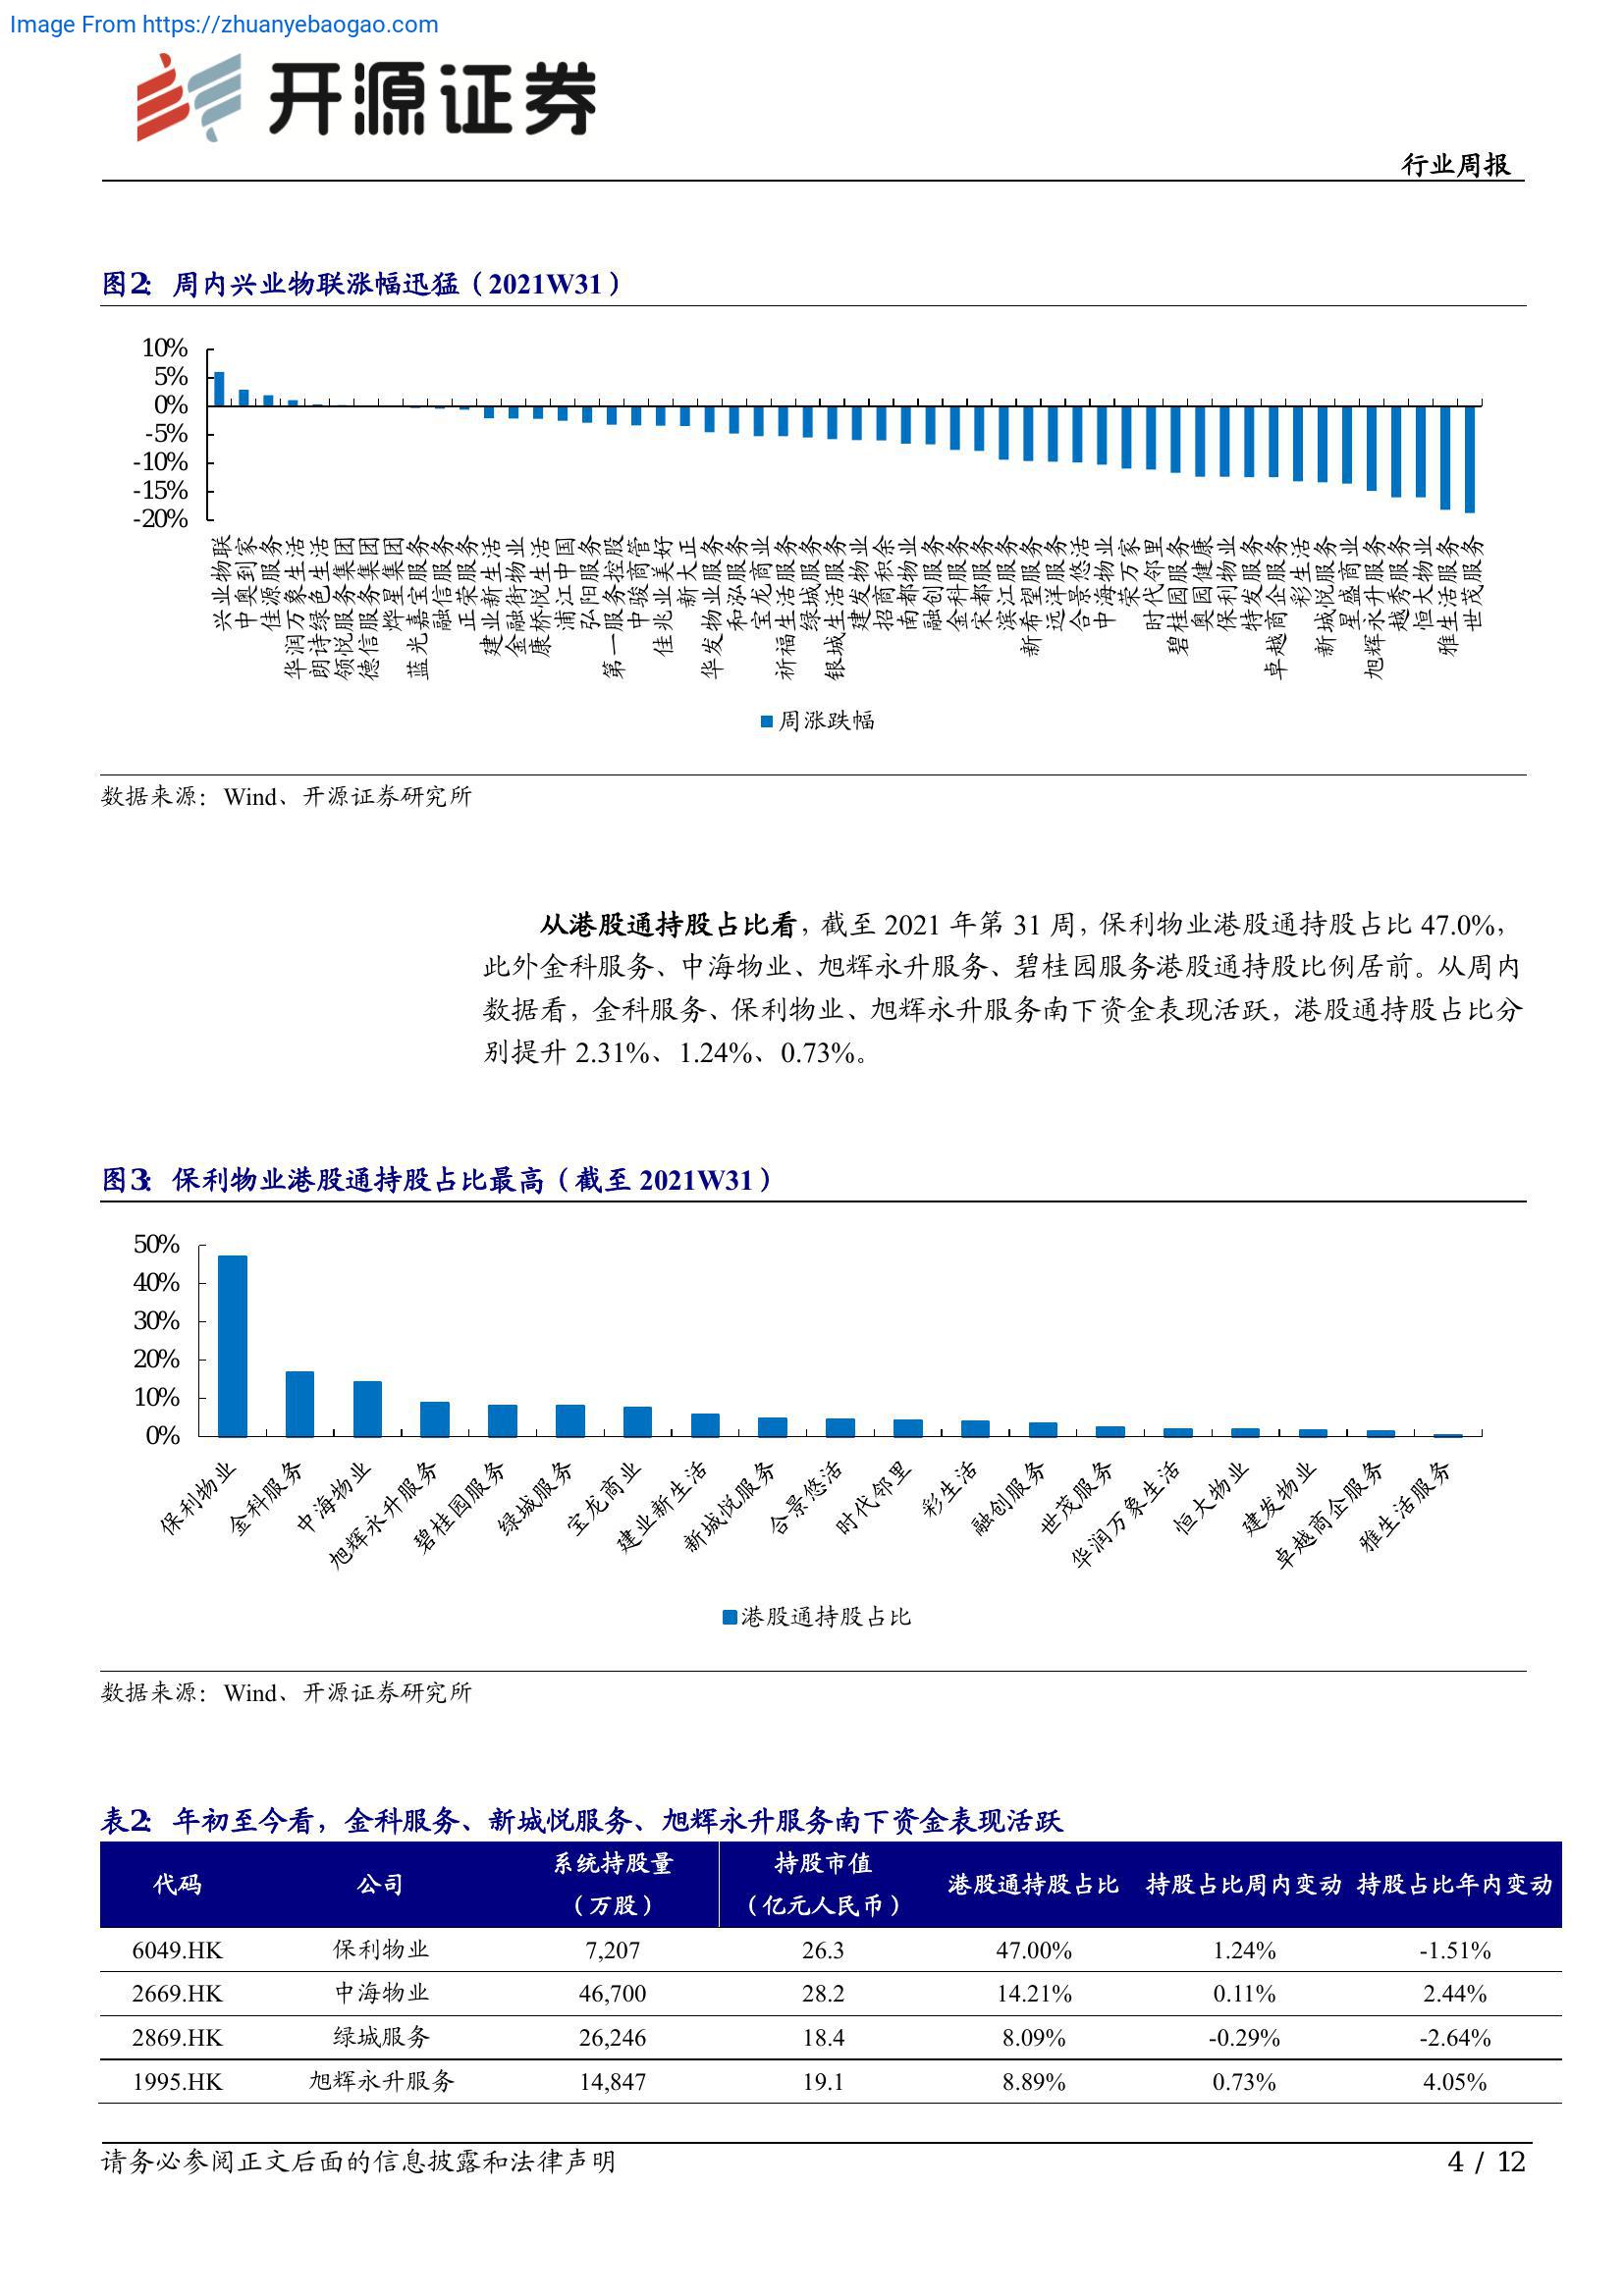 Image From https://zhuanyebaogao.com
开源证券
行业周报
图2：周内兴业物联涨幅迅猛（2021W31）
10%
5%
0%
-5%
-10%
-15%
-20%
兴业物联
中奥到家
佳源服务
华润万象生活
朗诗绿色生活
领悦服务集团
德信服务集团
烨星集团
蓝光嘉宝服务
融信服务
正荣服务
建业新生活
金融街物业
康桥悦生活
浦江中国
弘阳服务
第一服务控股
中骏商管
佳兆业美好
新大正
华发物业服务
和泓服务
宝龙商业
祈福生活服务
绿城服务
银城生活服务
建发物业
招商积余
南都物业
融创服务
金科服务
宋都服务
滨江服务
新希望服务
远洋服务
合景悠活
中海物业
荣万家
时代邻里
碧桂园服务
奥园健康
保利物业
特发服务
卓越商企服务
彩生活
新城悦服务
星盛商业
旭辉永升服务
越秀服务
恒大物业
雅生活服务
世茂服务
周涨跌幅
数据来源：Wind、开源证券研究所
从港股通持股占比看，截至 2021 年第 31 周，保利物业港股通持股占比 47.0%，
此外金科服务、中海物业、旭辉永升服务、碧桂园服务港股通持股比例居前。从周内
数据看，金科服务、保利物业、旭辉永升服务南下资金表现活跃，港股通持股占比分
别提升 2.31%、1.24%、0.73%。
图3：保利物业港股通持股占比最高（截至 2021W31）
50%
40%
30%
20%
10%
0%
保利物业
金科服务
中海物业
旭辉永升服务
碧桂园服务
绿城服务
宝龙商业
建业新生活
新城悦服务
合景悠活
时代邻里
彩生活
融创服务
世茂服务
华润万象生活
恒大物业
建发物业
卓越商企服务
雅生活服务
港股通持股占比
数据来源：Wind、开源证券研究所
表2：年初至今看，金科服务、新城悦服务、旭辉永升服务南下资金表现活跃
代码 公司 系统持股量（万股） 持股市值（亿元人民币） 港股通持股占比 持股占比周内变动 持股占比年内变动
6049.HK 保利物业 7,207 26.3 47.00% 1.24% -1.51%
2669.HK 中海物业 46,700 28.2 14.21% 0.11% 2.44%
2869.HK 绿城服务 26,246 18.4 8.09% -0.29% -2.64%
1995.HK 旭辉永升服务 14,847 19.1 8.89% 0.73% 4.05%
请务必参阅正文后面的信息披露和法律声明
4 / 12